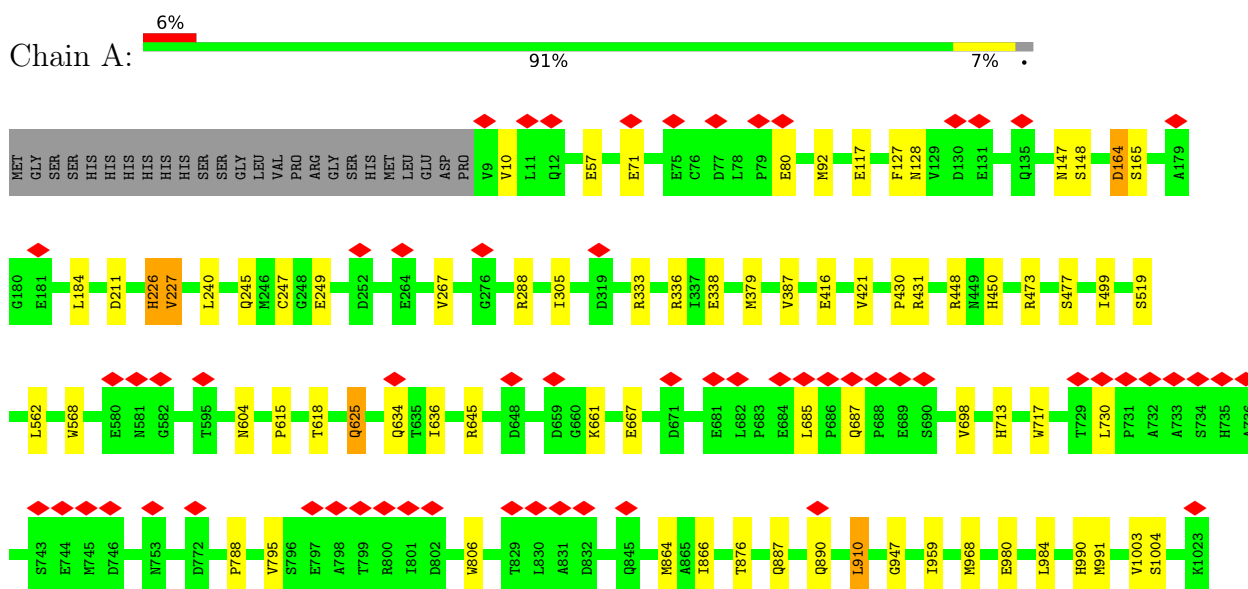 6%
Chain A:
91% 7% •
MET GLY SER SER HIS HIS HIS HIS HIS HIS SER SER GLY LEU VAL PRO ARG GLY SER HIS MET LEU GLU ASP PRO V9 V10 L11 Q12 E57 E71 E75 C76 D77 L78 P79 E80 M92 E117 F127 N128 V129 D130 E131 Q135 N147 S148 D164 S165 A179
G180 E181 L184 D211 H226 V227 L240 Q245 M246 C247 G248 E249 D252 E264 V267 G276 R288 I305 D319 R333 R336 I337 E338 M379 V387 E416 V421 P430 R431 R448 N449 H450 R473 S477 I499 S519
L562 W568 E580 N581 G582 T595 N604 P615 T618 Q625 Q634 T635 I636 R645 D648 D659 G660 K661 E667 D671 E681 L682 P683 E684 L685 P686 Q687 P688 E689 S690 V698 H713 W717 T729 L730 P731 A732 A733 S734 H735 A736
S743 E744 M745 D746 N753 D772 P788 V795 S796 E797 A798 T799 R800 I801 D802 W806 T829 L830 A831 D832 Q845 M864 A865 I866 T876 Q887 Q890 L910 G947 I959 M968 E980 L984 H990 M991 V1003 S1004 K1023